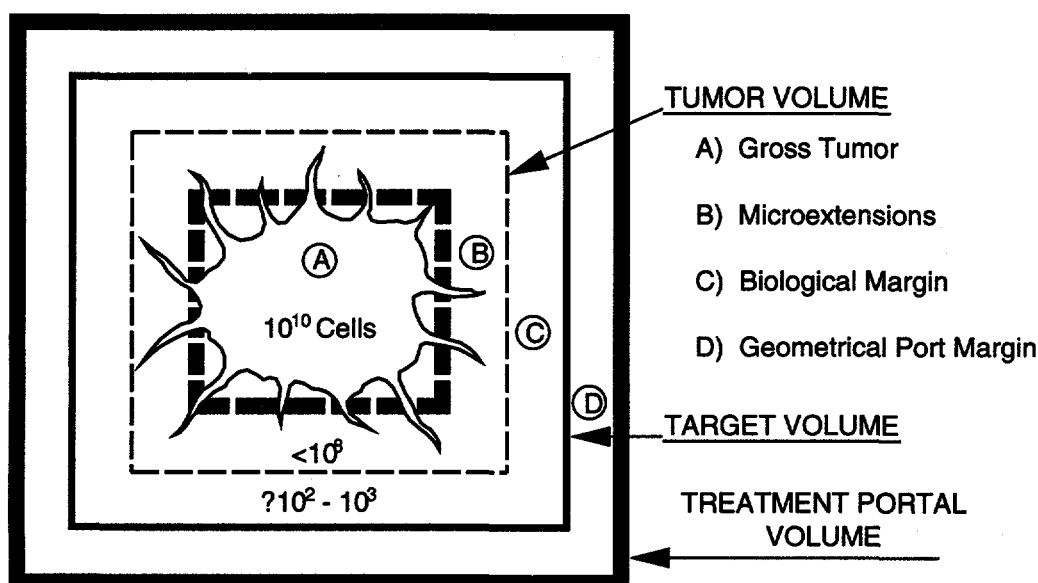 TUMOR VOLUME
A) Gross Tumor
B) Microextensions
C) Biological Margin
D) Geometrical Port Margin
TARGET VOLUME
TREATMENT PORTAL
VOLUME
A
B
C
D
10¹⁰ Cells
<10⁸
?10² - 10³